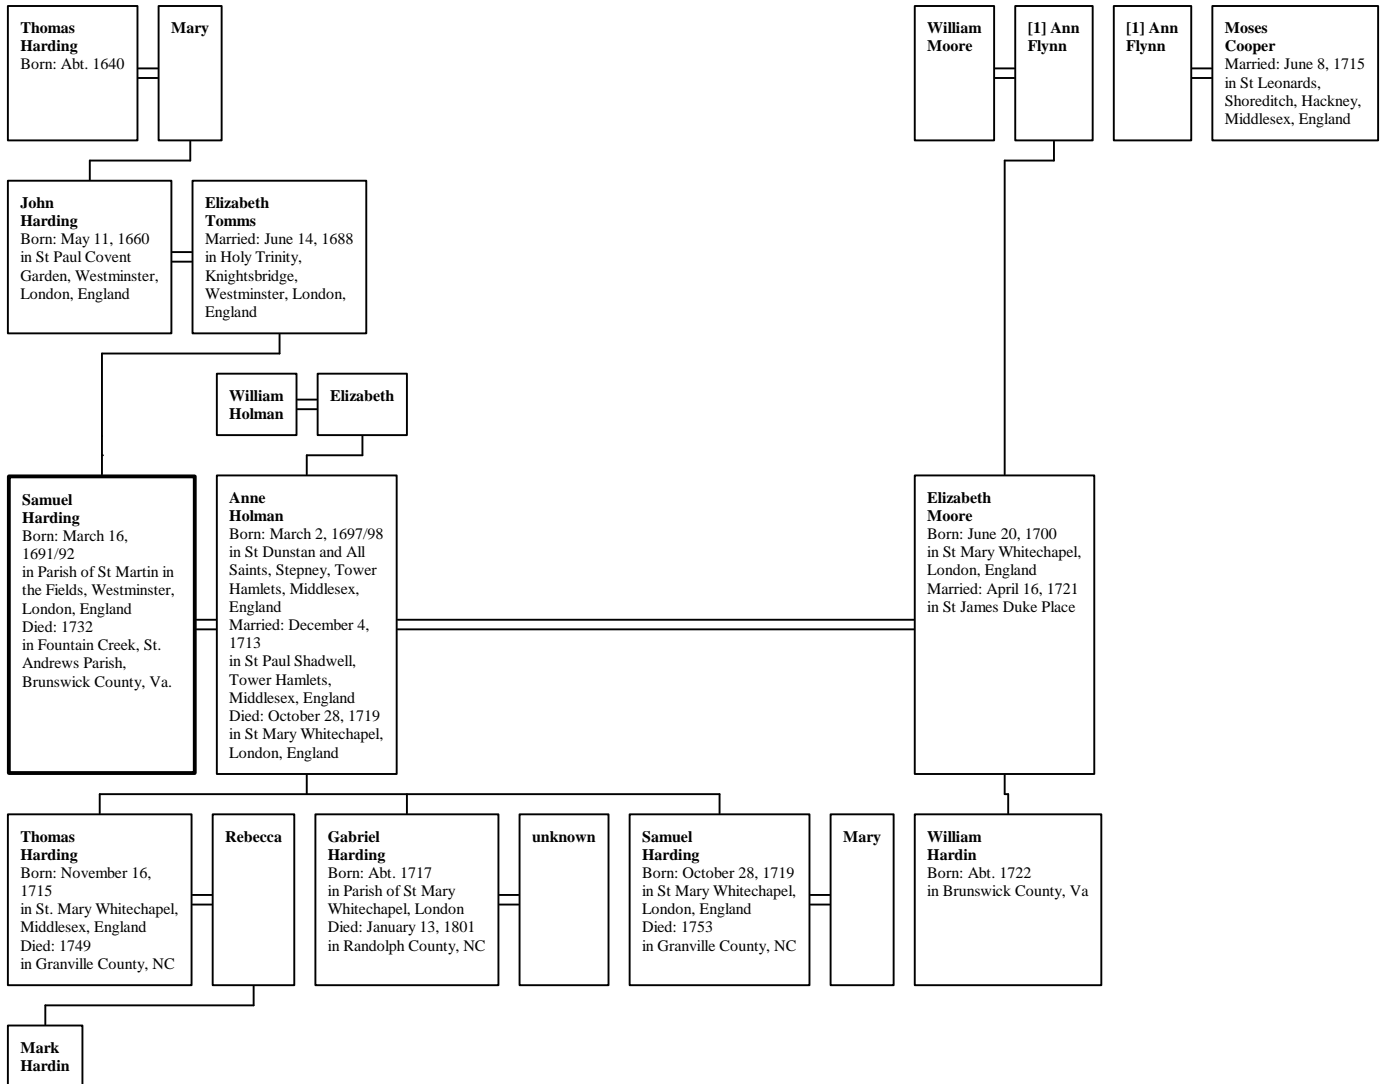 Thomas
Harding
Born: Abt. 1640
Mary
William
Moore
[1] Ann
Flynn
[1] Ann
Flynn
Moses
Cooper
Married: June 8, 1715
in St Leonards,
Shoreditch, Hackney,
Middlesex, England
John
Harding
Born: May 11, 1660
in St Paul Covent
Garden, Westminster,
London, England
Elizabeth
Tomms
Married: June 14, 1688
in Holy Trinity,
Knightsbridge,
Westminster, London,
England
William
Holman
Elizabeth
Samuel
Harding
Born: March 16,
1691/92
in Parish of St Martin in
the Fields, Westminster,
London, England
Died: 1732
in Fountain Creek, St.
Andrews Parish,
Brunswick County, Va.
Anne
Holman
Born: March 2, 1697/98
in St Dunstan and All
Saints, Stepney, Tower
Hamlets, Middlesex,
England
Married: December 4,
1713
in St Paul Shadwell,
Tower Hamlets,
Middlesex, England
Died: October 28, 1719
in St Mary Whitechapel,
London, England
Elizabeth
Moore
Born: June 20, 1700
in St Mary Whitechapel,
London, England
Married: April 16, 1721
in St James Duke Place
Thomas
Harding
Born: November 16,
1715
in St. Mary Whitechapel,
Middlesex, England
Died: 1749
in Granville County, NC
Rebecca
Gabriel
Harding
Born: Abt. 1717
in Parish of St Mary
Whitechapel, London
Died: January 13, 1801
in Randolph County, NC
unknown
Samuel
Harding
Born: October 28, 1719
in St Mary Whitechapel,
London, England
Died: 1753
in Granville County, NC
Mary
William
Hardin
Born: Abt. 1722
in Brunswick County, Va
Mark
Hardin